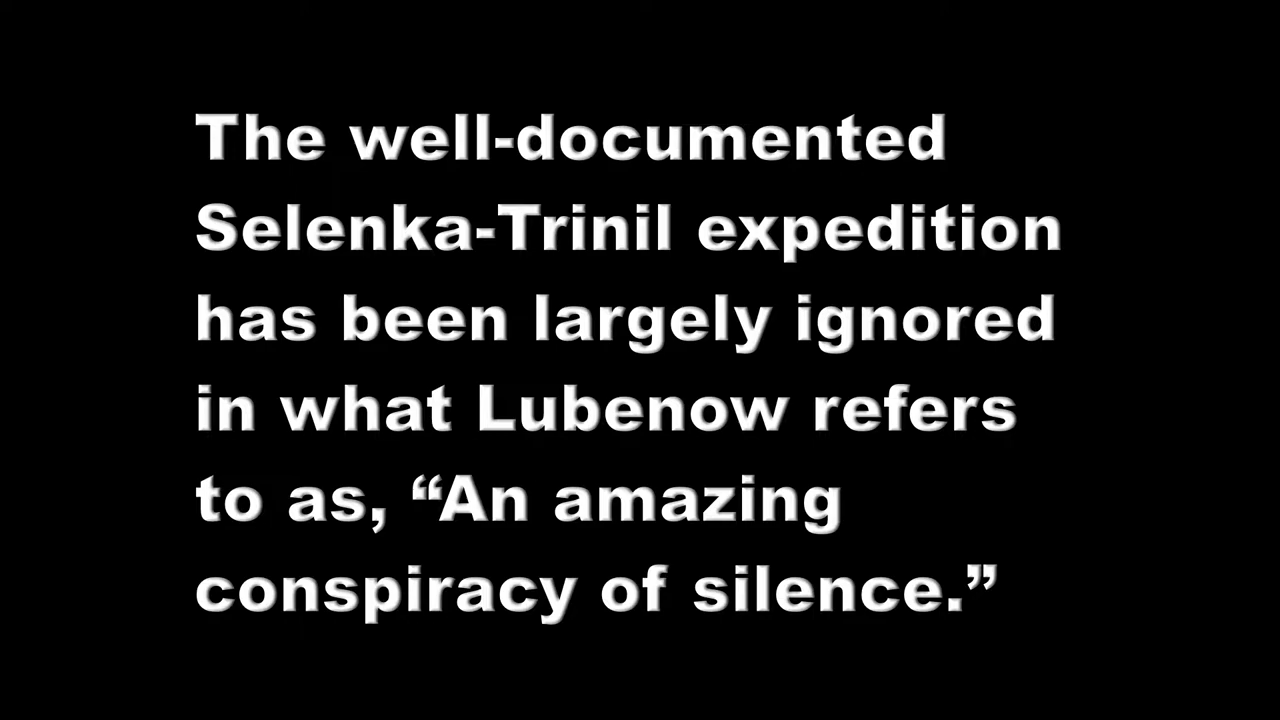 The well-documented
Selenka-Trinil expedition
has been largely ignored
in what Lubenow refers
to as, “An amazing
conspiracy of silence.”